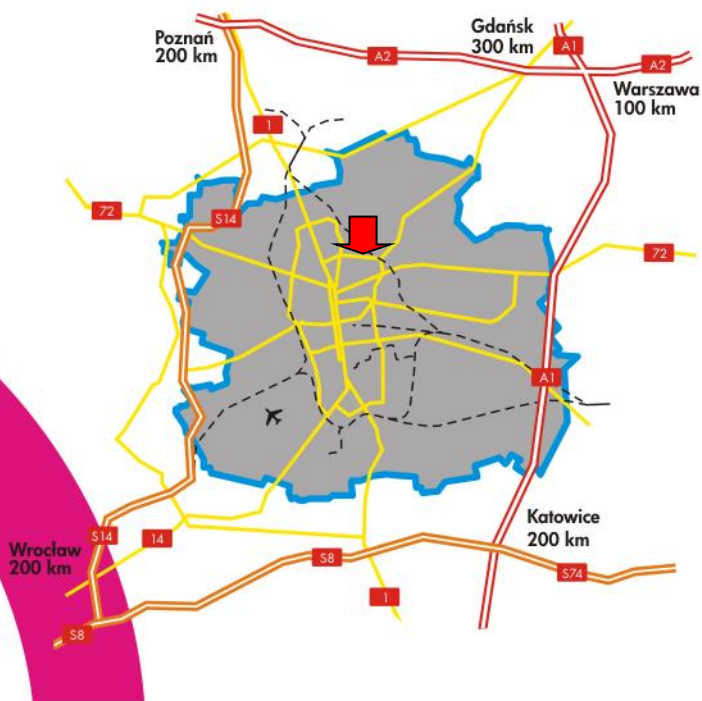 Poznań
200 km
Gdańsk
300 km
A1
A2
A2
Warszawa
100 km
1
72
S14
72
A1
S14
14
Wrocław
200 km
Katowice
200 km
S8
S74
1
S8